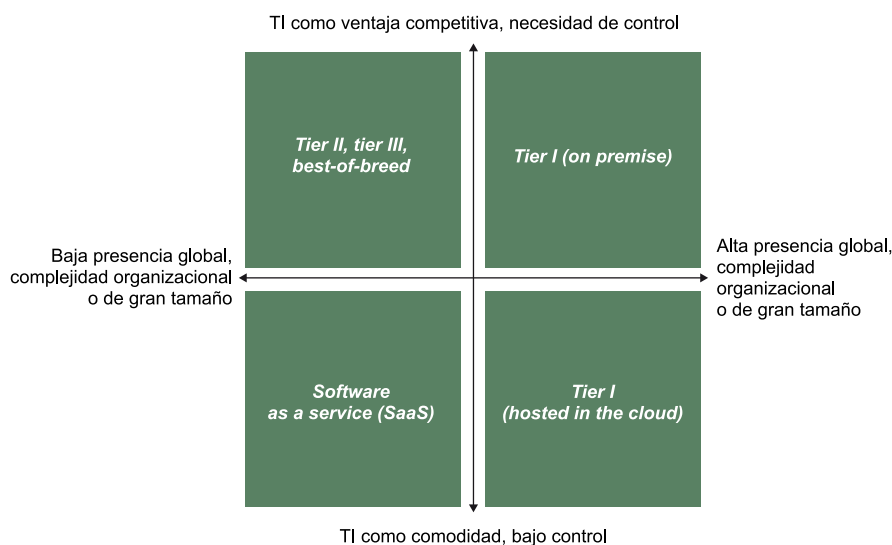 TI como ventaja competitiva, necesidad de control
Tier II, tier III,
best-of-breed
Tier I (on premise)
Baja presencia global,
complejidad organizacional
o de gran tamaño
Alta presencia global,
complejidad
organizacional
o de gran tamaño
Software
as a service (SaaS)
Tier I
(hosted in the cloud)
TI como comodidad, bajo control